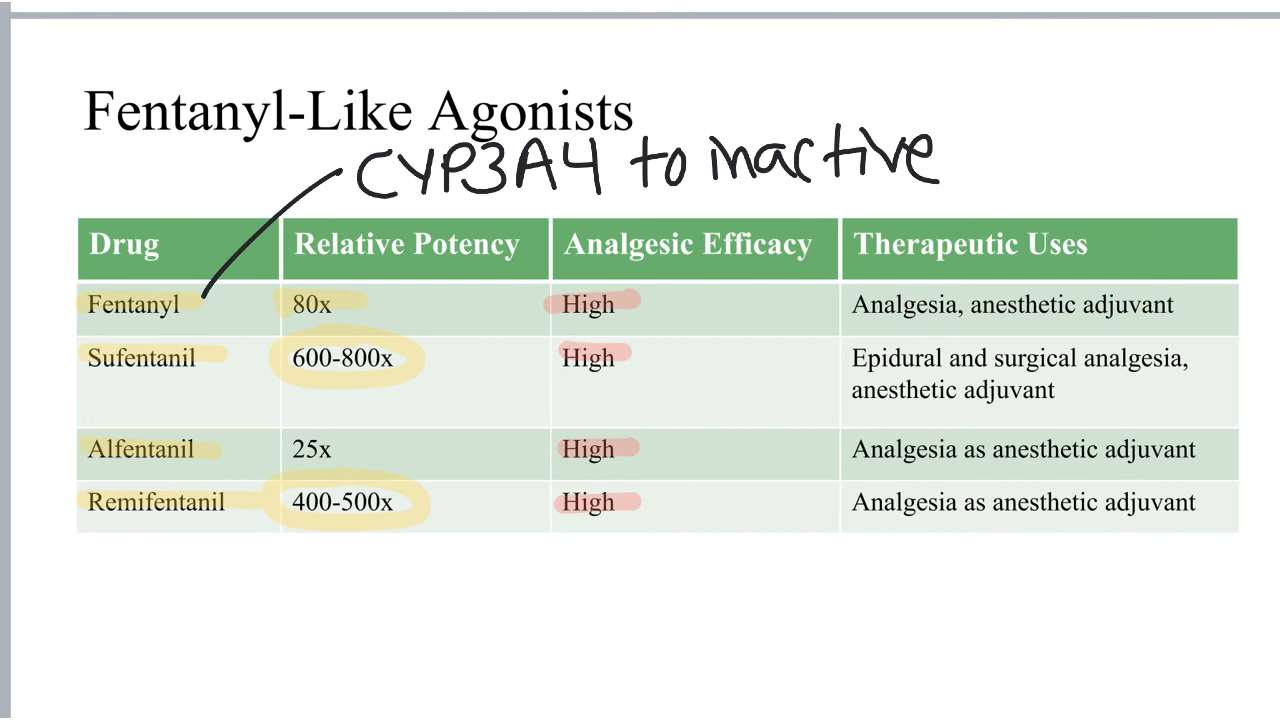 Fentanyl-Like Agonists
CYP3A4 to inactive
Drug Relative Potency Analgesic Efficacy Therapeutic Uses
Fentanyl 80x High Analgesia, anesthetic adjuvant
Sufentanil 600-800x High Epidural and surgical analgesia,
anesthetic adjuvant
Alfentanil 25x High Analgesia as anesthetic adjuvant
Remifentanil 400-500x High Analgesia as anesthetic adjuvant